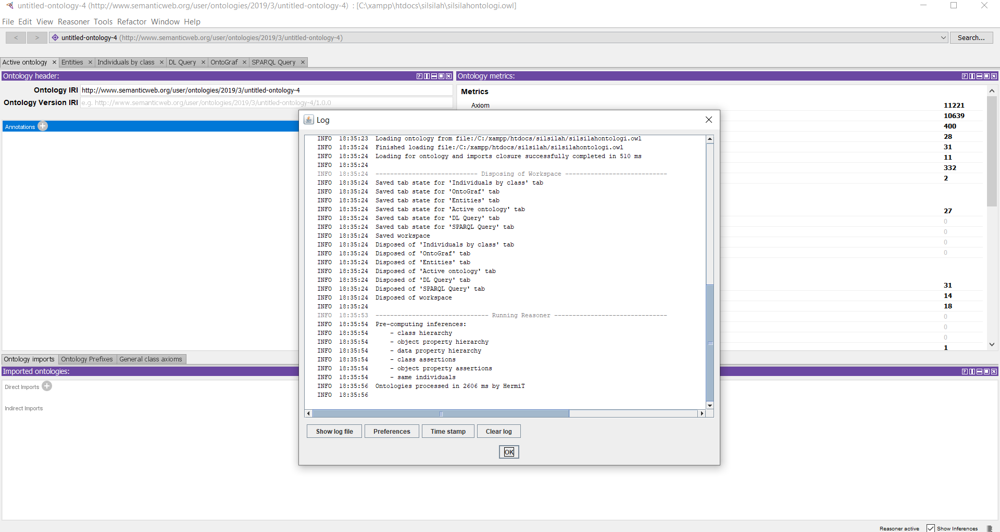 untitled-ontology-4 (http://www.semanticweb.org/user/ontologies/2019/3/untitled-ontology-4) : [C:\xampp\htdocs\silsilah\silsilahontologi.owl]
File Edit View Reasoner Tools Refactor Window Help
< > untitled-ontology-4 (http://www.semanticweb.org/user/ontologies/2019/3/untitled-ontology-4) Search...
Active ontology × Entities × Individuals by class × DL Query × OntoGraf × SPARQL Query ×
Ontology header:
Ontology IRI http://www.semanticweb.org/user/ontologies/2019/3/untitled-ontology-4
Ontology Version IRI e.g. http://www.semanticweb.org/user/ontologies/2019/3/untitled-ontology-4/1.0.0
Annotations
Ontology metrics:
Metrics
Axiom 11221
10639
400
28
31
11
332
2
27
0
0
0
0
31
14
18
0
0
0
1
Log
INFO 18:35:23 Loading ontology from file:/C:/xampp/htdocs/silsilah/silsilahontologi.owl
INFO 18:35:24 Finished loading file:/C:/xampp/htdocs/silsilah/silsilahontologi.owl
INFO 18:35:24 Loading for ontology and imports closure successfully completed in 510 ms
INFO 18:35:24
INFO 18:35:24 ---------------------------- Disposing of Workspace ----------------------------
INFO 18:35:24 Saved tab state for 'Individuals by class' tab
INFO 18:35:24 Saved tab state for 'OntoGraf' tab
INFO 18:35:24 Saved tab state for 'Entities' tab
INFO 18:35:24 Saved tab state for 'Active ontology' tab
INFO 18:35:24 Saved tab state for 'DL Query' tab
INFO 18:35:24 Saved tab state for 'SPARQL Query' tab
INFO 18:35:24 Saved workspace
INFO 18:35:24 Disposed of 'Individuals by class' tab
INFO 18:35:24 Disposed of 'OntoGraf' tab
INFO 18:35:24 Disposed of 'Entities' tab
INFO 18:35:24 Disposed of 'Active ontology' tab
INFO 18:35:24 Disposed of 'DL Query' tab
INFO 18:35:24 Disposed of 'SPARQL Query' tab
INFO 18:35:24 Disposed of workspace
INFO 18:35:24
INFO 18:35:53 ------------------------------- Running Reasoner -------------------------------
INFO 18:35:54 Pre-computing inferences:
INFO 18:35:54 - class hierarchy
INFO 18:35:54 - object property hierarchy
INFO 18:35:54 - data property hierarchy
INFO 18:35:54 - class assertions
INFO 18:35:54 - object property assertions
INFO 18:35:54 - same individuals
INFO 18:35:56 Ontologies processed in 2606 ms by HermiT
INFO 18:35:56
Show log file Preferences Time stamp Clear log
OK
Ontology imports Ontology Prefixes General class axioms
Imported ontologies:
Direct Imports
Indirect Imports
Reasoner active Show Inferences